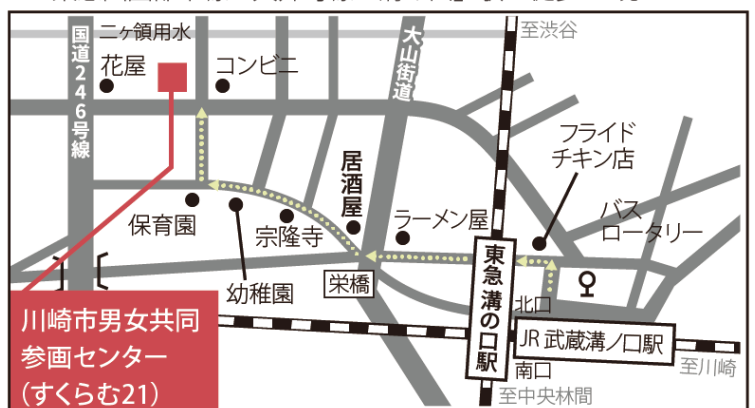 二ヶ領用水
至渋谷
大山街道
国道246号線
花屋
コンビニ
フライド
チキン店
居酒屋
ラーメン屋
バス
ロータリー
保育園
宗隆寺
幼稚園
栄橋
東急 溝の口駅
北口
JR 武蔵溝ノ口駅
南口
至川崎
至中央林間
川崎市男女共同
参画センター
(すくらむ21)